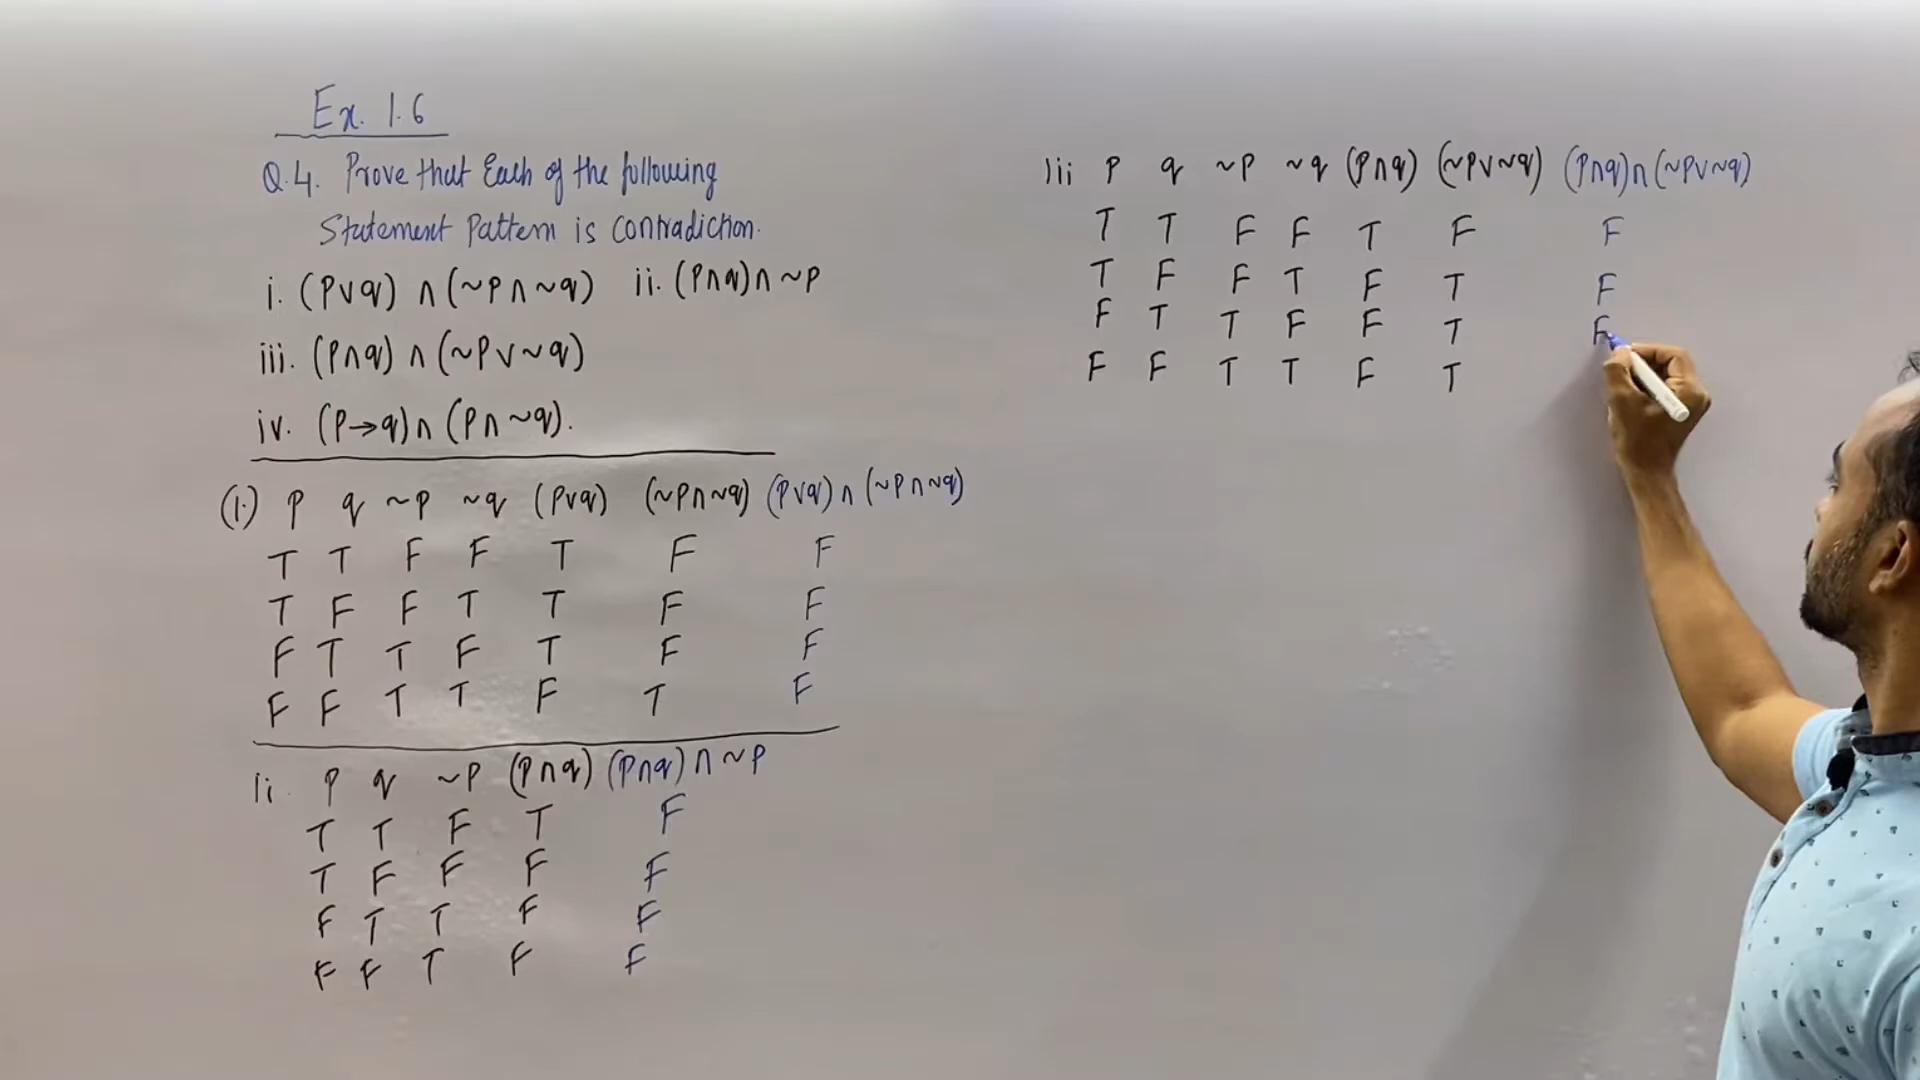 Ex. 1.6
Q.4. Prove that Each of the following
Statement Pattern is contradiction.
i. (p∨q) ∧ (~p ∧ ~q) ii. (p∧q) ∧ ~p
iii. (p∧q) ∧ (~p ∨ ~q)
iv. (p→q) ∧ (p ∧ ~q).
(1.) p q ~p ~q (p∨q) (~p∧~q) (p∨q) ∧ (~p∧~q)
T T F F T F F
T F F T T F F
F T T F T F F
F F T T F T F
ii p q ~p (p∧q) (p∧q) ∧ ~p
T T F T F
T F F F F
F T T F F
F F T F F
iii p q ~p ~q (p∧q) (~p∨~q) (p∧q)∧(~p∨~q)
T T F F T F F
T F F T F T F
F T T F F T F
F F T T F T